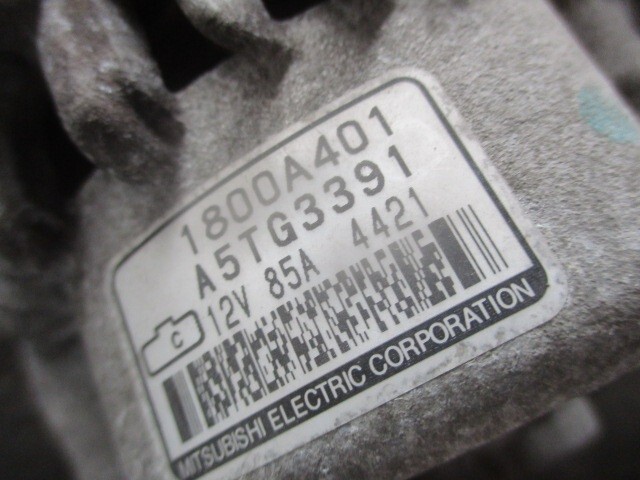 1800A401
A5TG3391
12V 85A 4421
C
MITSUBISHI ELECTRIC CORPORATION